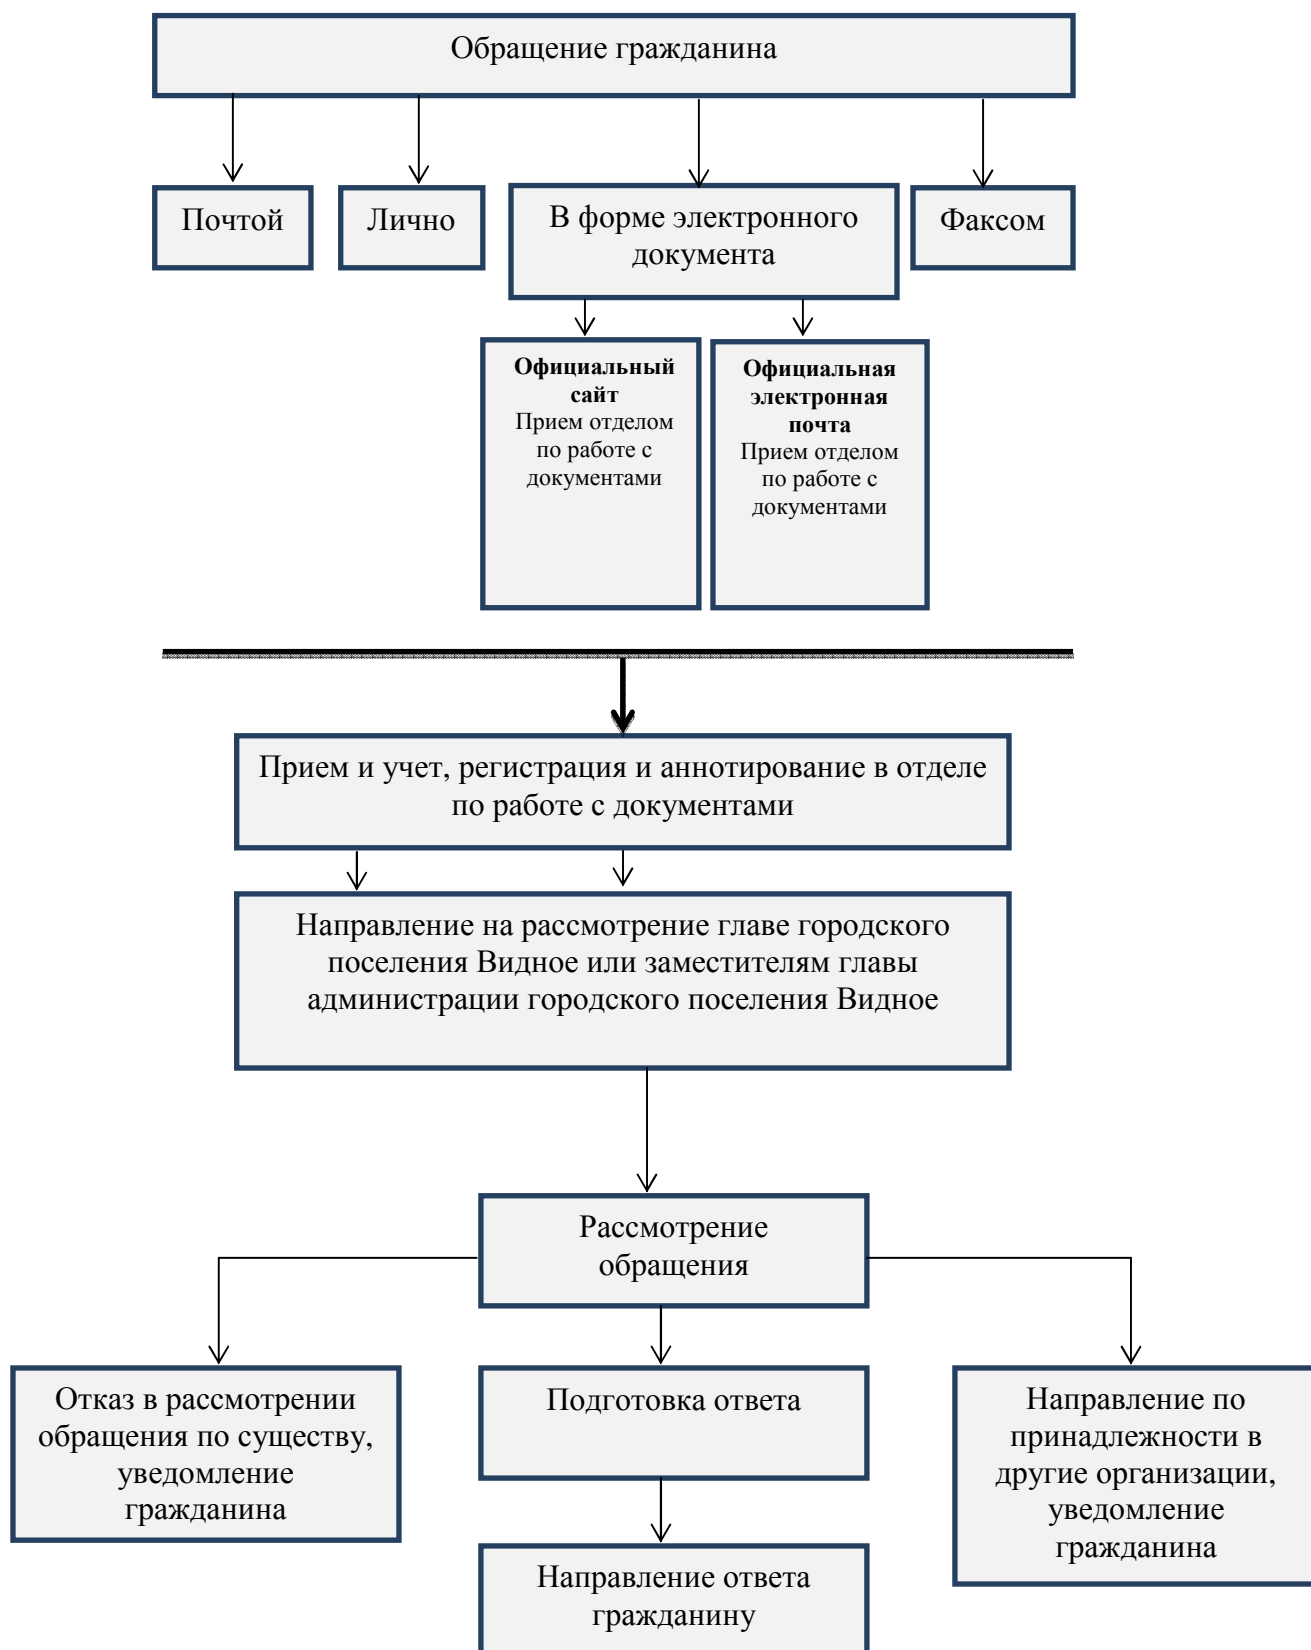 Обращение гражданина
Почтой
Лично
В форме электронного
документа
Факсом
Официальный
сайт
Прием отделом
по работе с
документами
Официальная
электронная
почта
Прием отделом
по работе с
документами
Прием и учет, регистрация и аннотирование в отделе
по работе с документами
Направление на рассмотрение главе городского
поселения Видное или заместителям главы
администрации городского поселения Видное
Рассмотрение
обращения
Отказ в рассмотрении
обращения по существу,
уведомление
гражданина
Подготовка ответа
Направление по
принадлежности в
другие организации,
уведомление
гражданина
Направление ответа
гражданину